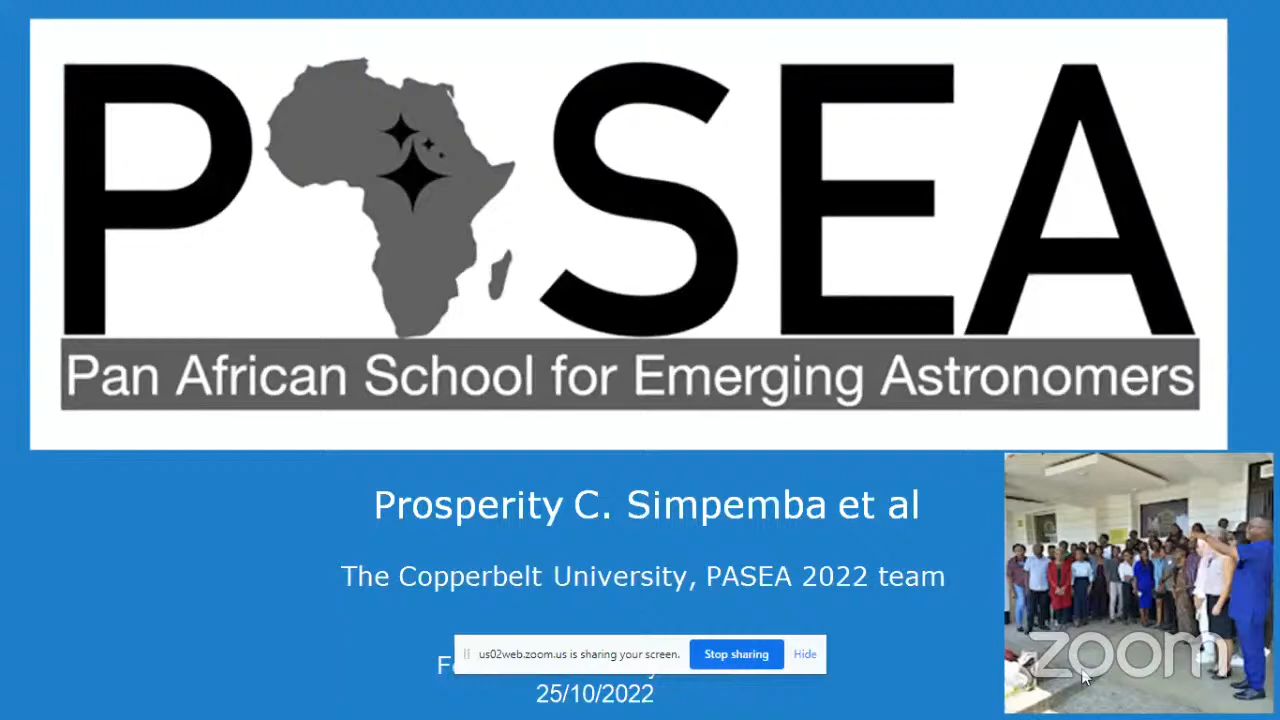 PASEA
Pan African School for Emerging Astronomers
Prosperity C. Simpemba et al
The Copperbelt University, PASEA 2022 team
us02web.zoom.us is sharing your screen. Stop sharing Hide
25/10/2022
zoom